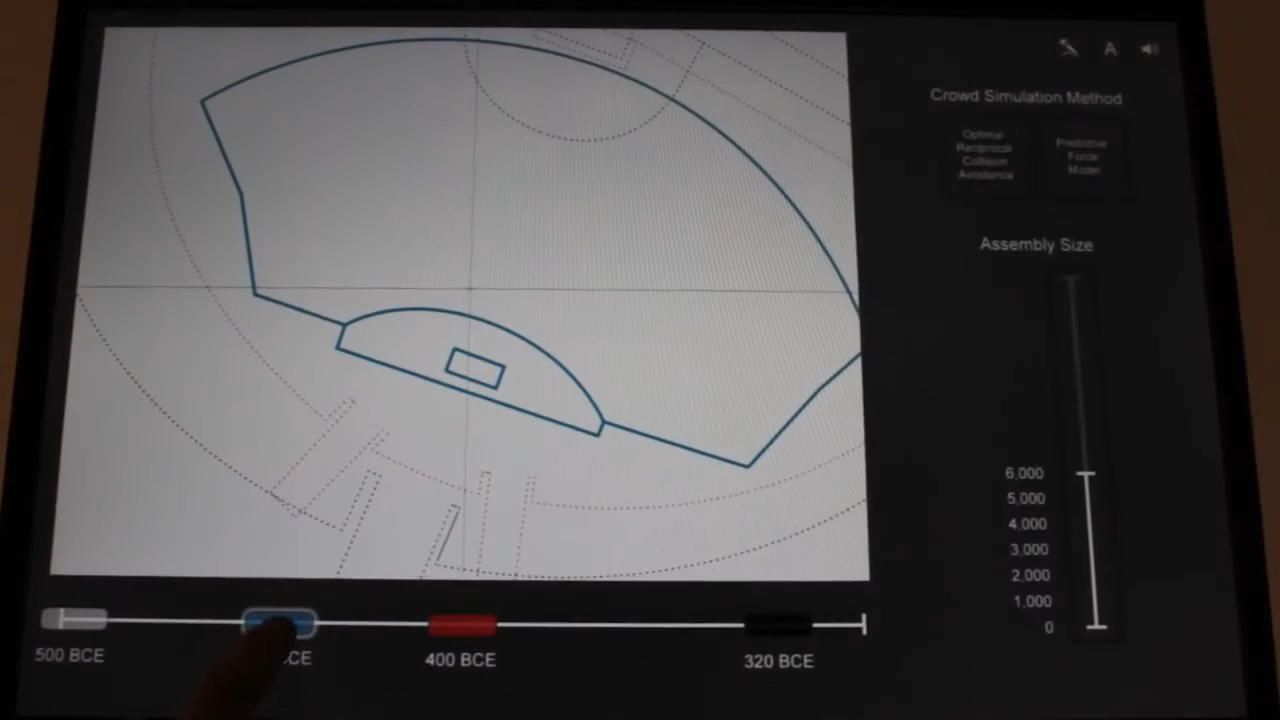 A
Crowd Simulation Method
Optimal
Reciprocal
Collision
Avoidance
Predictive
Force
Model
Assembly Size
6,000
5,000
4,000
3,000
2,000
1,000
0
500 BCE
CE
400 BCE
320 BCE